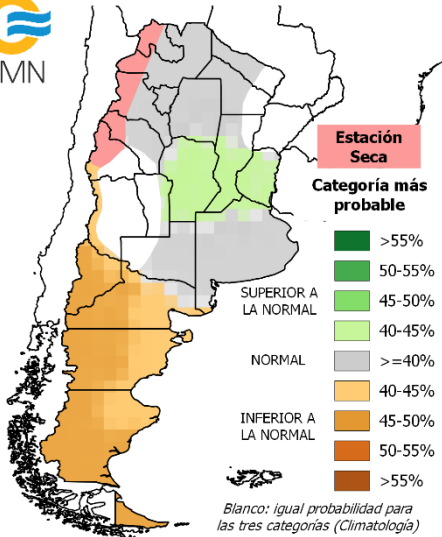 MN
Estación
Seca
Categoría más
probable
>55%
50-55%
SUPERIOR A
LA NORMAL
45-50%
40-45%
NORMAL
>=40%
40-45%
INFERIOR A
LA NORMAL
45-50%
50-55%
>55%
Blanco: igual probabilidad para
las tres categorías (Climatología)